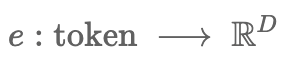 e : token ⟶ ℝ^D